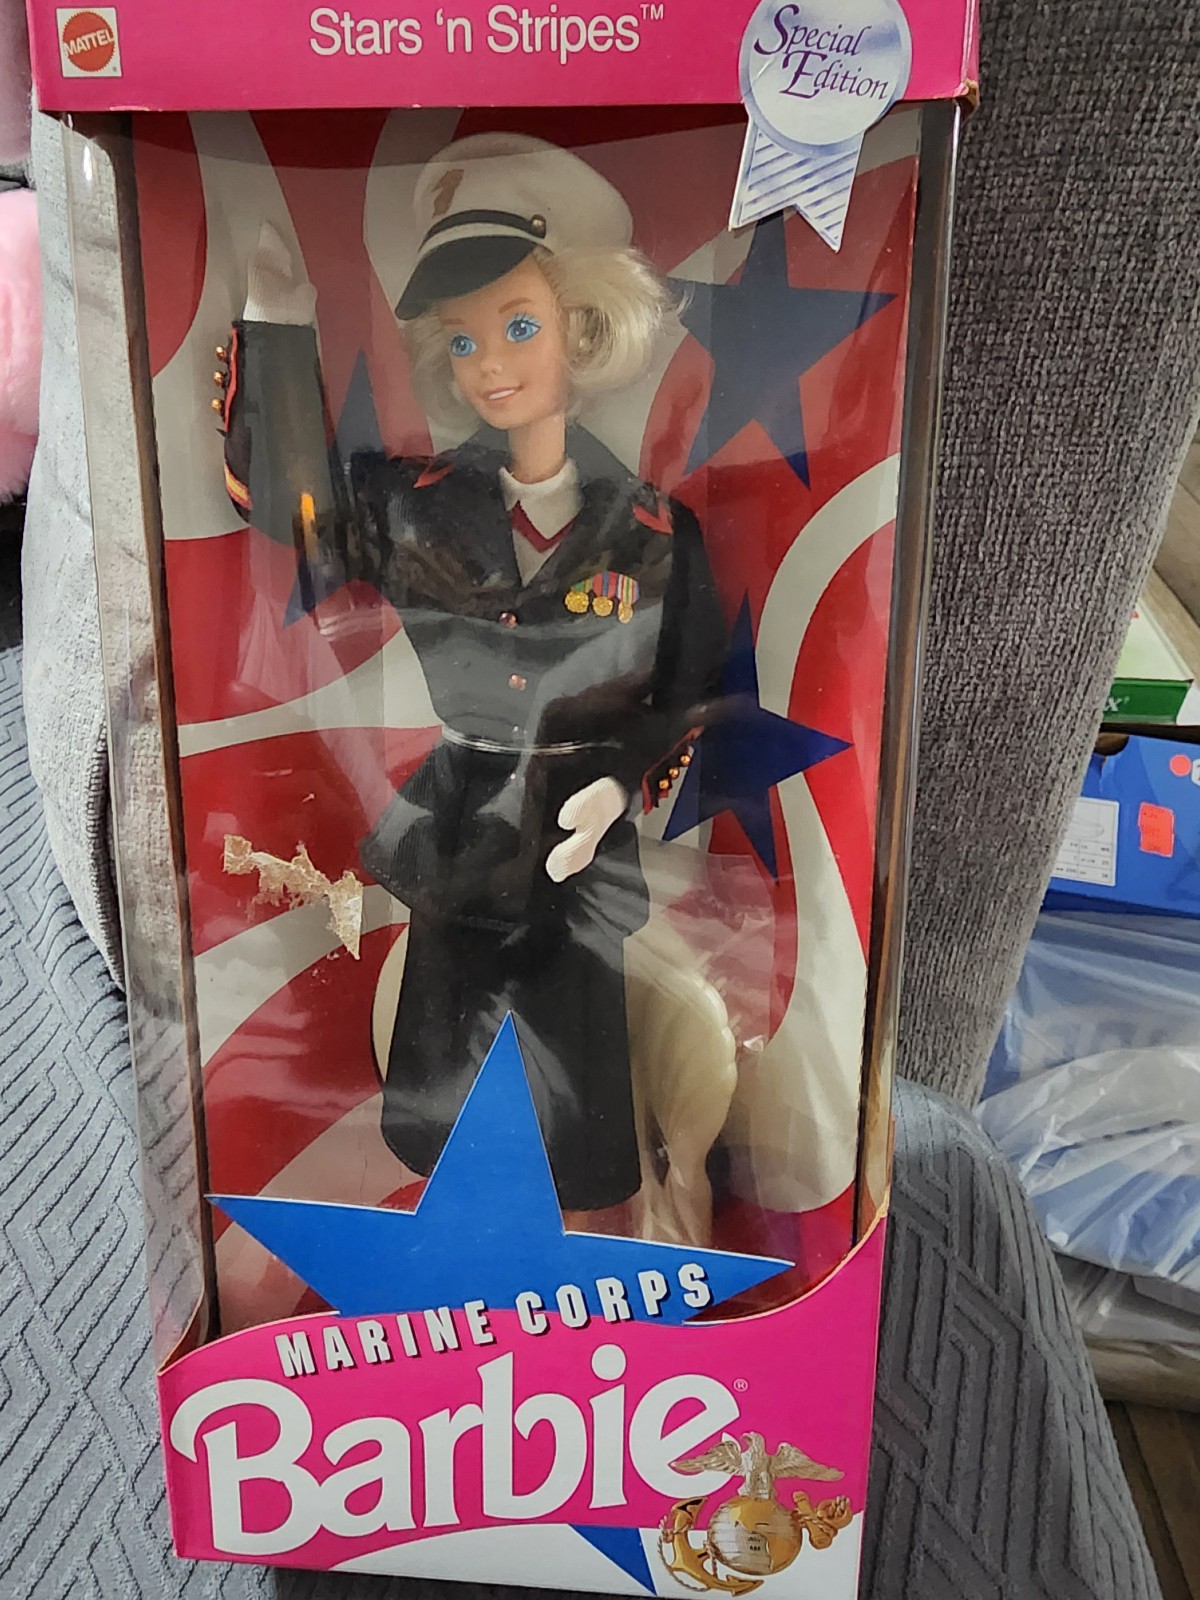 MATTEL
Stars 'n Stripes™
Special
Edition
MARINE CORPS
Barbie®